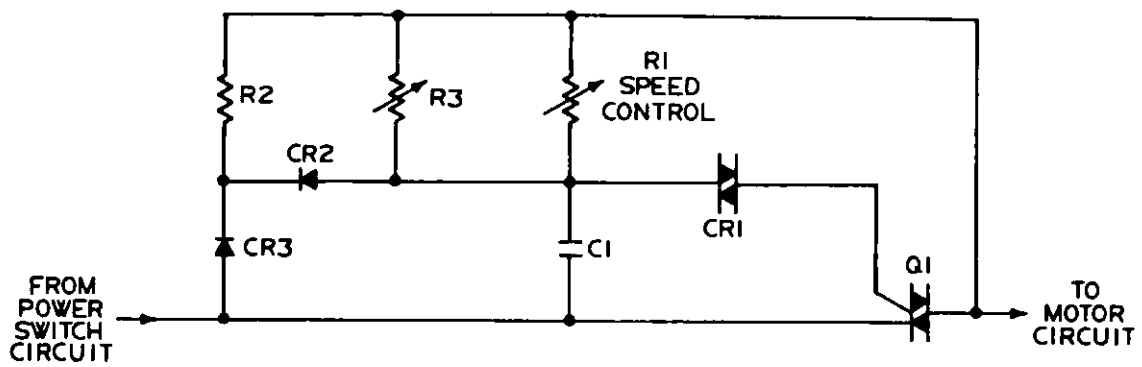 R2
R3
R1
SPEED
CONTROL
CR2
CR1
CR3
C1
Q1
FROM
POWER
SWITCH
CIRCUIT
TO
MOTOR
CIRCUIT